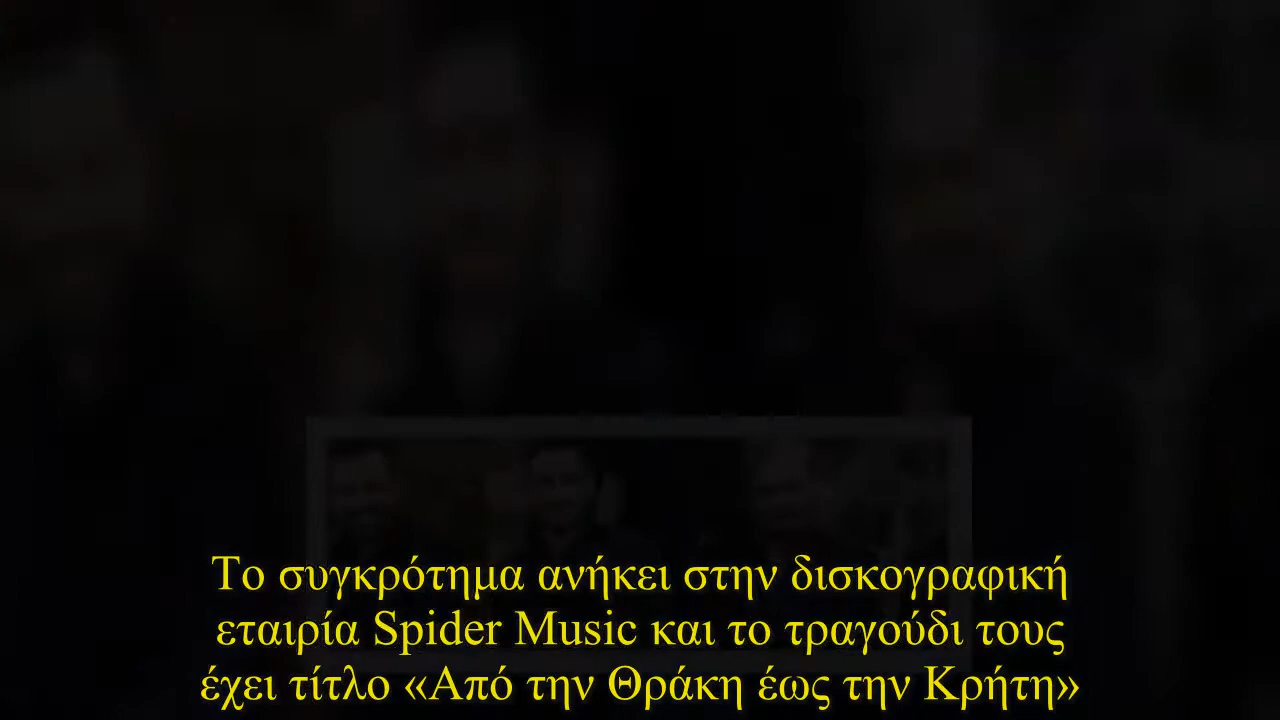 Το συγκρότημα ανήκει στην δισκογραφική
εταιρία Spider Music και το τραγούδι τους
έχει τίτλο «Από την Θράκη έως την Κρήτη»